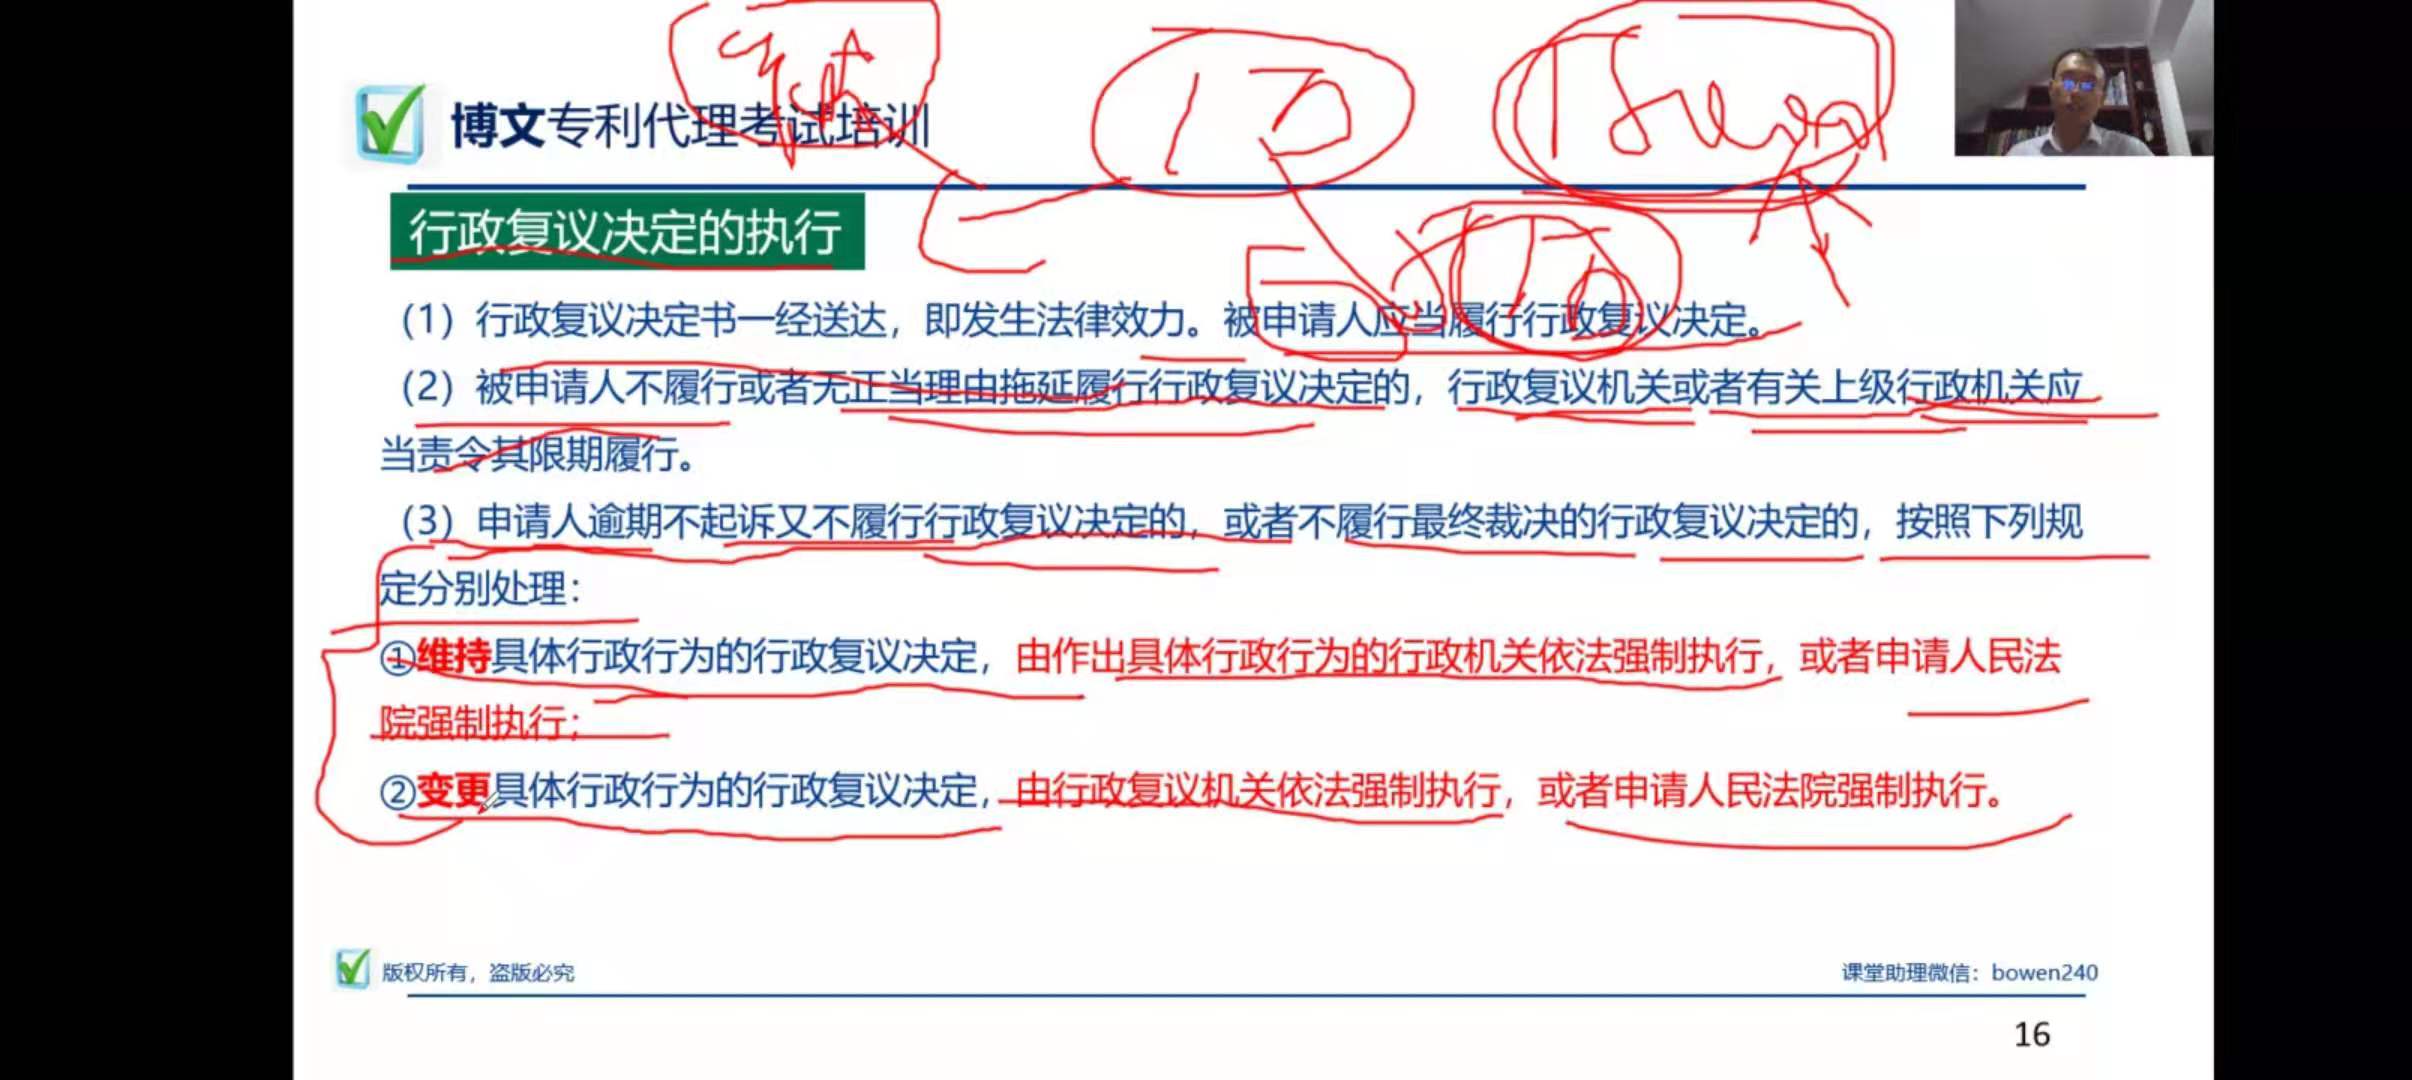 博文专利代理考试培训
行政复议决定的执行
（1）行政复议决定书一经送达，即发生法律效力。被申请人应当履行行政复议决定。
（2）被申请人不履行或者无正当理由拖延履行行政复议决定的，行政复议机关或者有关上级行政机关应
当责令其限期履行。
（3）申请人逾期不起诉又不履行行政复议决定的，或者不履行最终裁决的行政复议决定的，按照下列规
定分别处理：
①维持具体行政行为的行政复议决定，由作出具体行政行为的行政机关依法强制执行，或者申请人民法
院强制执行；
②变更具体行政行为的行政复议决定，由行政复议机关依法强制执行，或者申请人民法院强制执行。
版权所有，盗版必究
课堂助理微信：bowen240
16